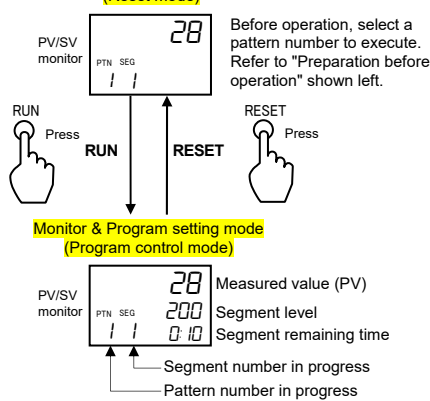 (Reset mode)
PV/SV
monitor
28
PTN SEG
1 1
Before operation, select a
pattern number to execute.
Refer to "Preparation before
operation" shown left.
RUN
Press
RUN
RESET
RESET
Press
Monitor & Program setting mode
(Program control mode)
PV/SV
monitor
28 Measured value (PV)
PTN SEG 200 Segment level
1 1 0:10 Segment remaining time
Segment number in progress
Pattern number in progress